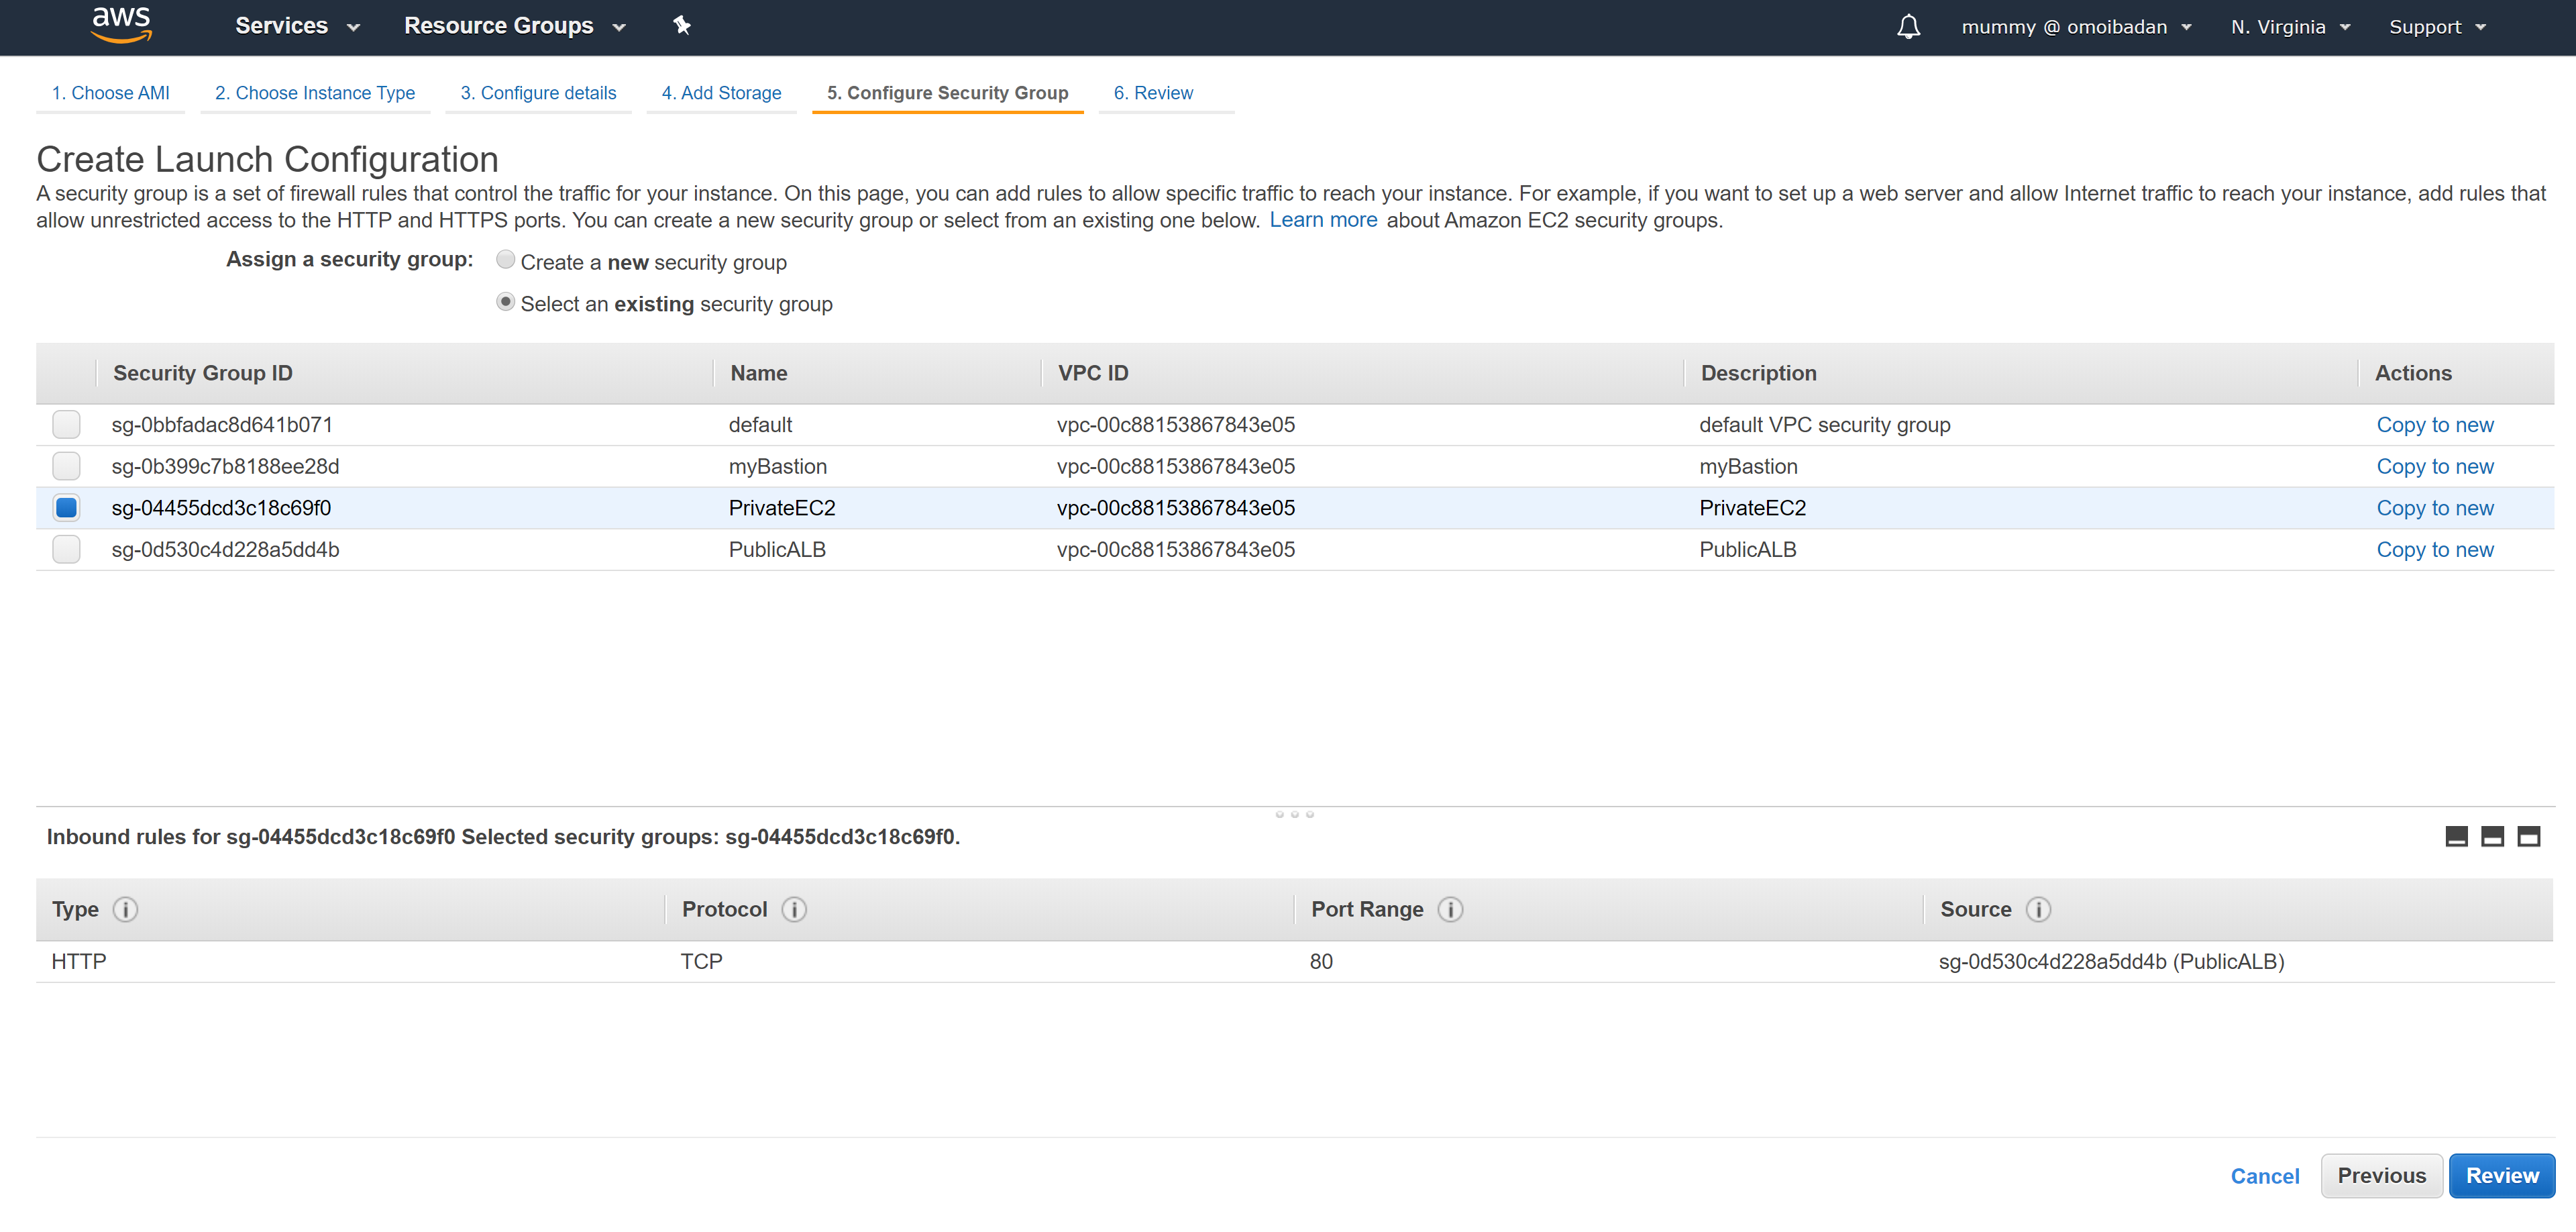 aws Services Resource Groups mummy @ omoibadan N. Virginia Support
1. Choose AMI 2. Choose Instance Type 3. Configure details 4. Add Storage 5. Configure Security Group 6. Review
Create Launch Configuration
A security group is a set of firewall rules that control the traffic for your instance. On this page, you can add rules to allow specific traffic to reach your instance. For example, if you want to set up a web server and allow Internet traffic to reach your instance, add rules that
allow unrestricted access to the HTTP and HTTPS ports. You can create a new security group or select from an existing one below. Learn more about Amazon EC2 security groups.
Assign a security group: Create a new security group
Select an existing security group
Security Group ID Name VPC ID Description Actions
sg-0bbfadac8d641b071 default vpc-00c88153867843e05 default VPC security group Copy to new
sg-0b399c7b8188ee28d myBastion vpc-00c88153867843e05 myBastion Copy to new
sg-04455dcd3c18c69f0 PrivateEC2 vpc-00c88153867843e05 PrivateEC2 Copy to new
sg-0d530c4d228a5dd4b PublicALB vpc-00c88153867843e05 PublicALB Copy to new
Inbound rules for sg-04455dcd3c18c69f0 Selected security groups: sg-04455dcd3c18c69f0.
Type i Protocol i Port Range i Source i
HTTP TCP 80 sg-0d530c4d228a5dd4b (PublicALB)
Cancel Previous Review